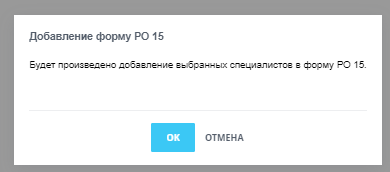 Добавление форму РО 15
Будет произведено добавление выбранных специалистов в форму РО 15.
ОК
ОТМЕНА